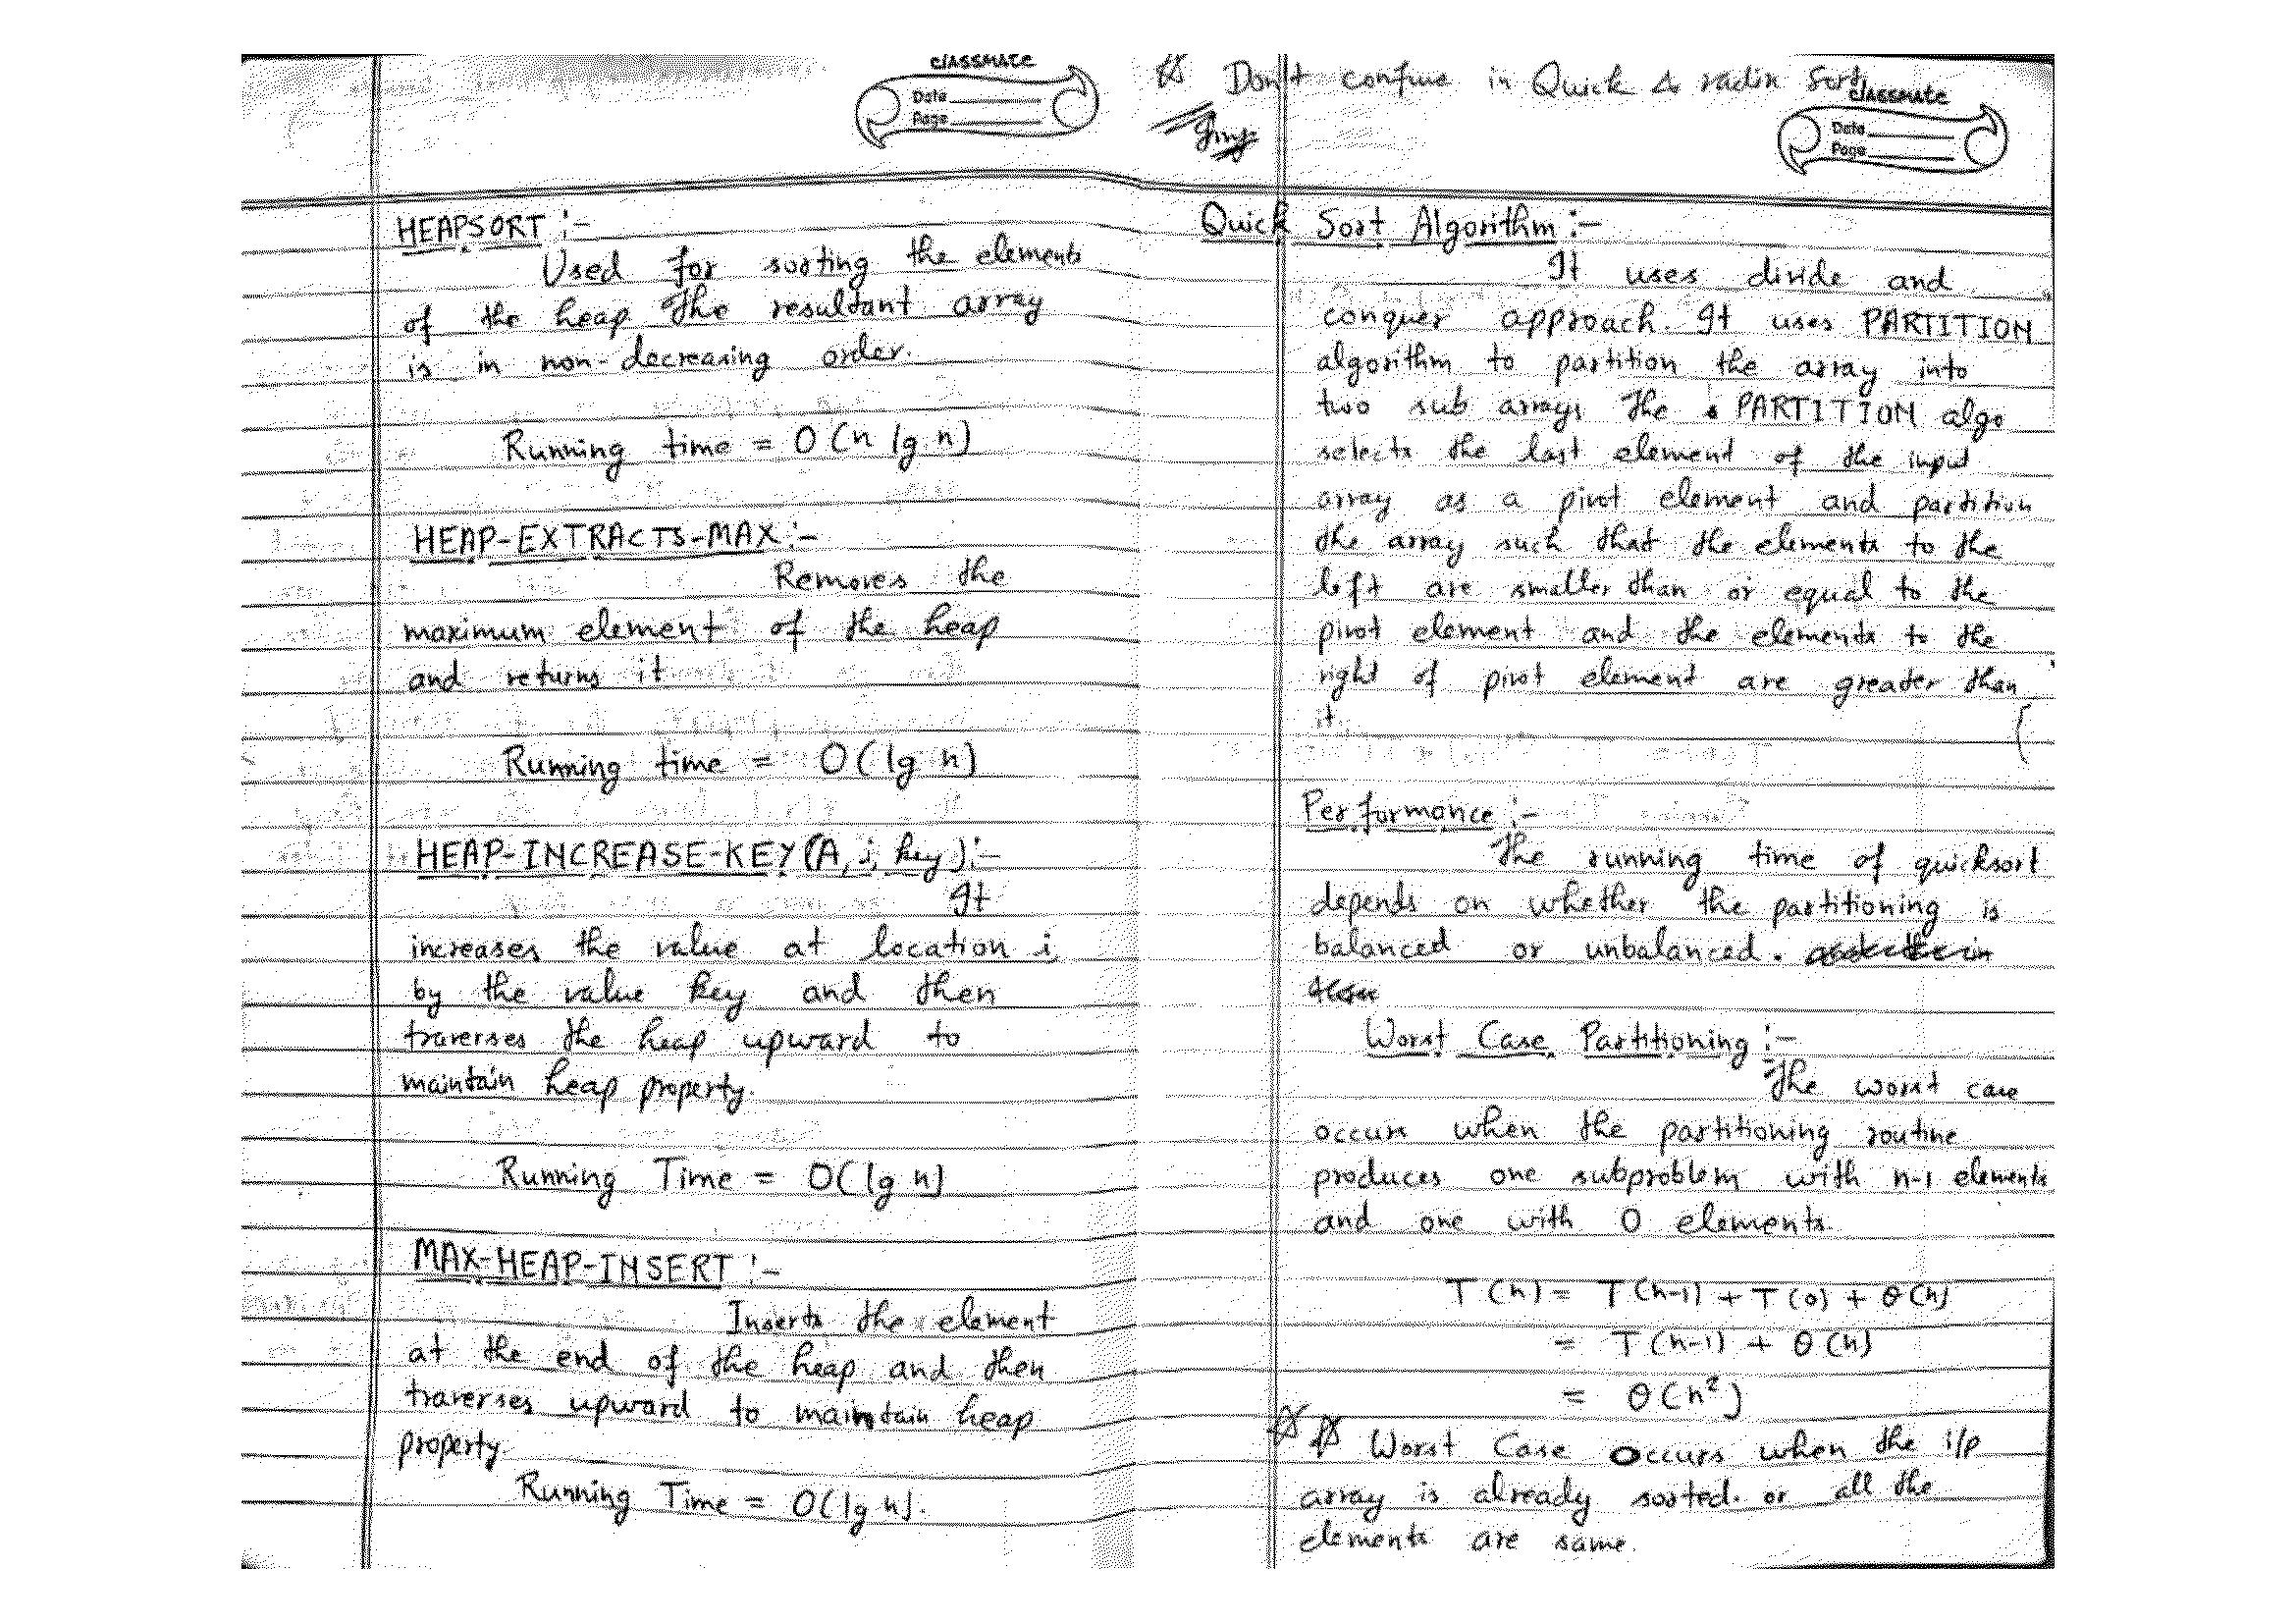 classmate
Date
Page
HEAPSORT :-
Used for sorting the elements
of the heap The resultant array
is in non-decreasing order.
Running time = O(n lg n)
HEAP-EXTRACTS-MAX :-
Removes the
maximum element of the heap
and returns it
Running time = O(lg n)
HEAP-INCREASE-KEY(A, i, key) :-
It
increases the value at location i
by the value key and then
traverses the heap upward to
maintain heap property.
Running Time = O(lg n)
MAX-HEAP-INSERT :-
Inserts the element
at the end of the heap and then
traverses upward to maintain heap
property.
Running Time = O(lg n).
Don't confuse in Quick & radix Sort
classmate
Date
Page
Quick Sort Algorithm :-
It uses divide and
conquer approach. It uses PARTITION
algorithm to partition the array into
two sub arrays The PARTITION algo
selects the last element of the input
array as a pivot element and partition
the array such that the elements to the
left are smaller than or equal to the
pivot element and the elements to the
right of pivot element are greater than
it.
Performance :-
The running time of quicksort
depends on whether the partitioning is
balanced or unbalanced.
Worst Case Partitioning :-
The worst case
occurs when the partitioning routine
produces one subproblem with n-1 elements
and one with 0 elements.
T(n) = T(n-1) + T(0) + θ(n)
= T(n-1) + θ(n)
= θ(n²)
Worst Case Occurs when the i/p
array is already sorted. or all the
elements are same.